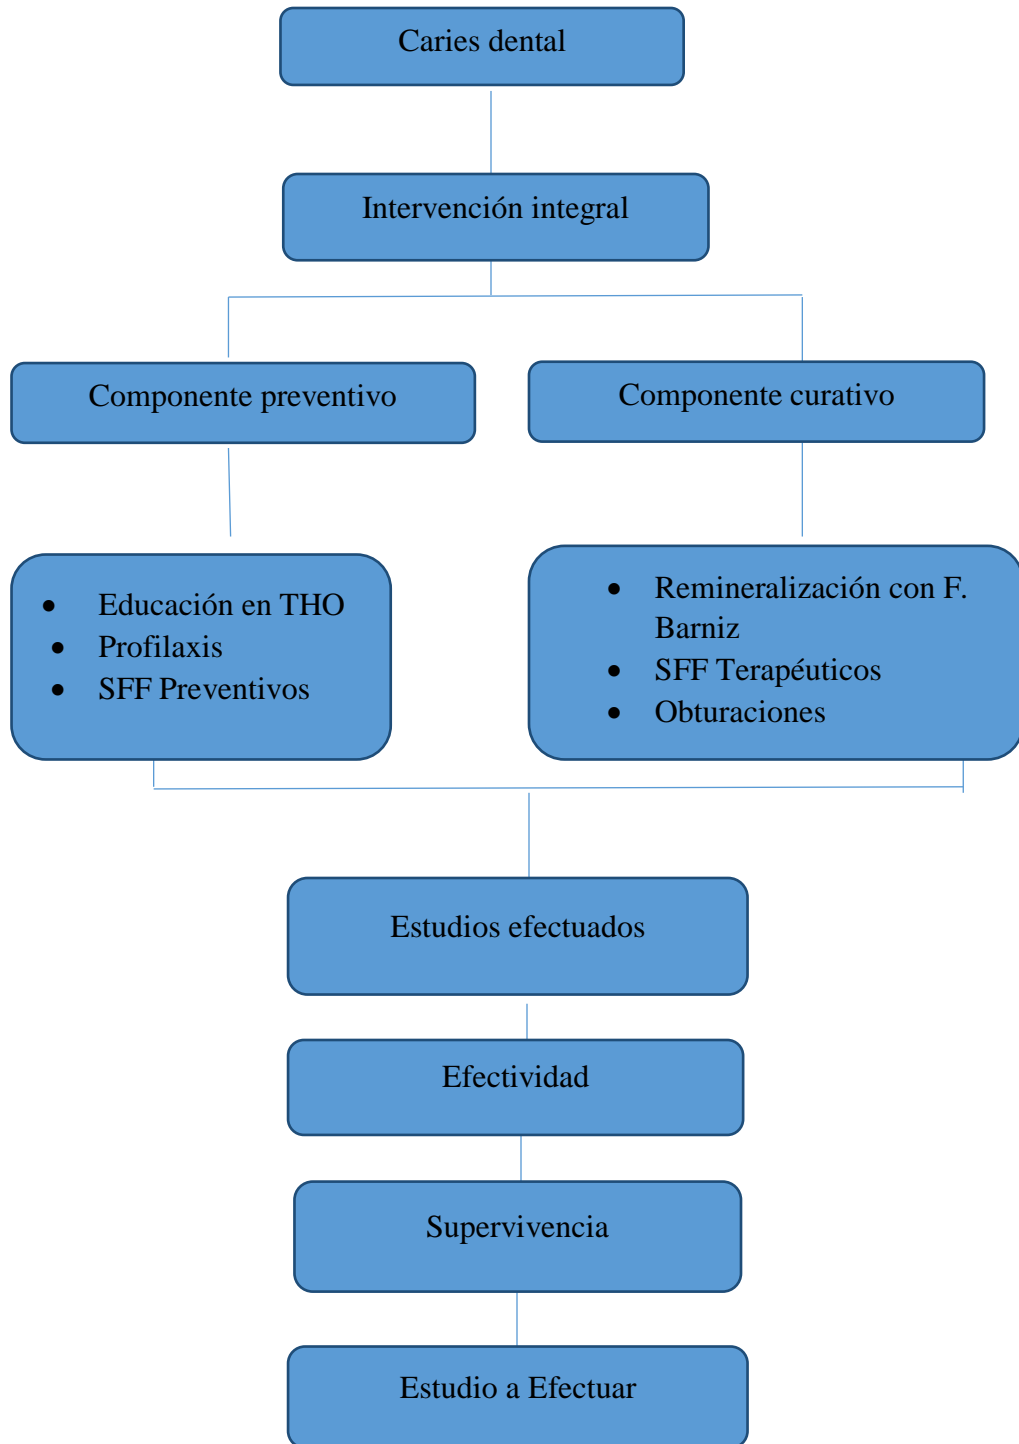 Caries dental
Intervención integral
Componente preventivo
Componente curativo
• Educación en THO
• Profilaxis
• SFF Preventivos
• Remineralización con F.
Barniz
• SFF Terapéuticos
• Obturaciones
Estudios efectuados
Efectividad
Supervivencia
Estudio a Efectuar